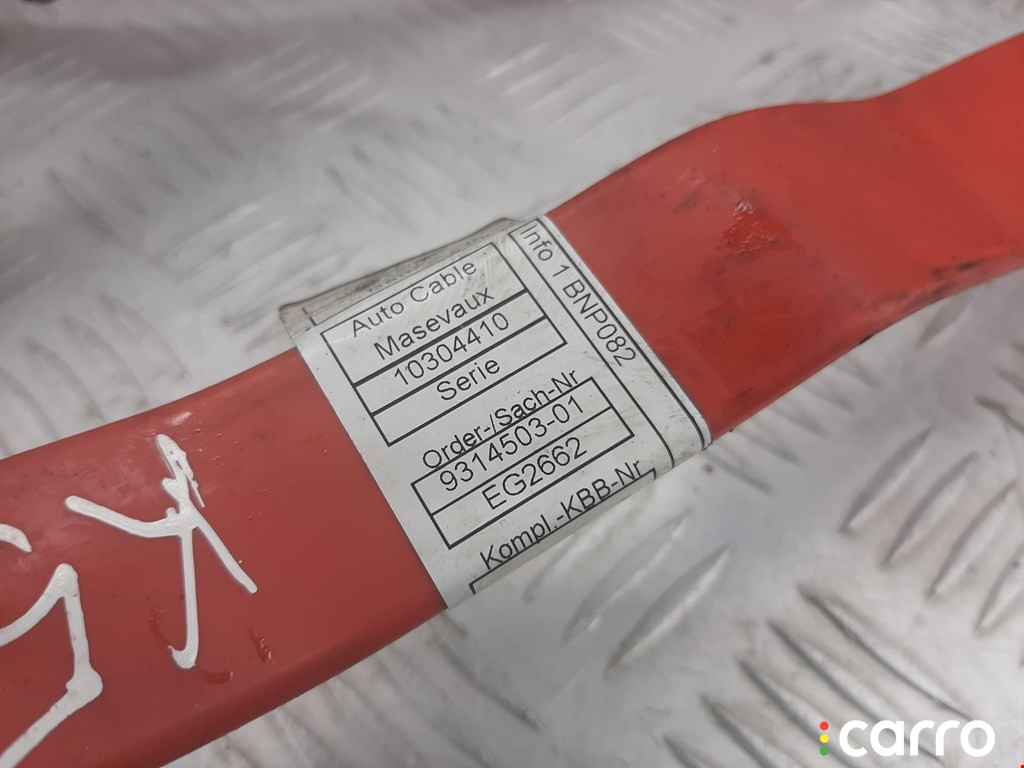 Info 1 BNP082
Auto Cable
Masevaux
10304410
Serie
Order-/Sach-Nr
9314503-01
EG2662
Kompl.-KBB-Nr
carro